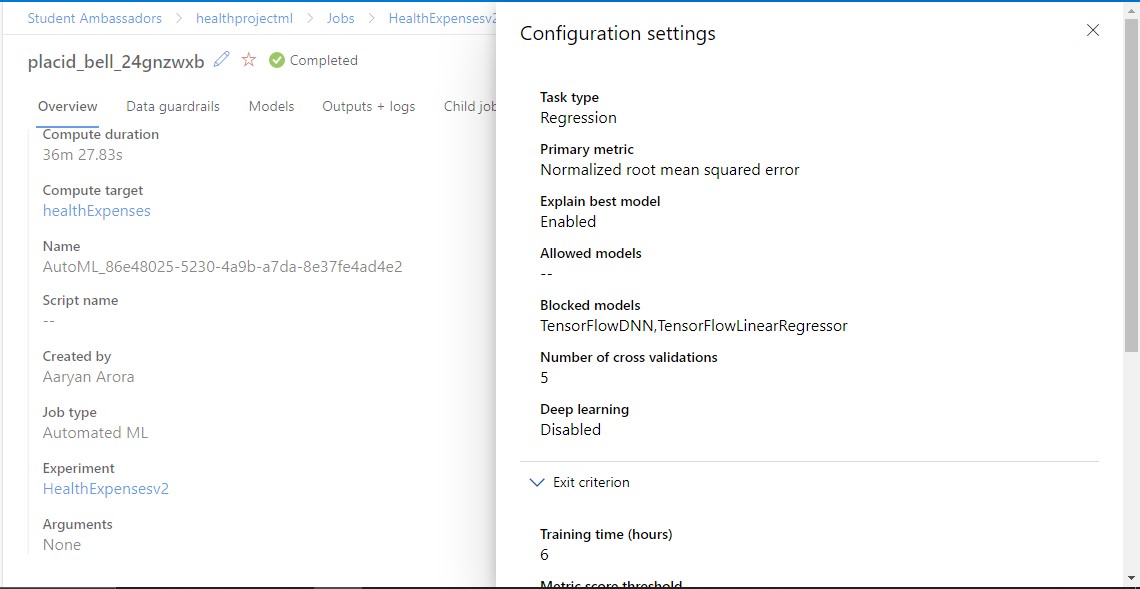 Student Ambassadors > healthprojectml > Jobs > HealthExpensesv2
placid_bell_24gnzwxb Completed
Overview Data guardrails Models Outputs + logs Child job
Compute duration
36m 27.83s
Compute target
healthExpenses
Name
AutoML_86e48025-5230-4a9b-a7da-8e37fe4ad4e2
Script name
--
Created by
Aaryan Arora
Job type
Automated ML
Experiment
HealthExpensesv2
Arguments
None
Configuration settings
Task type
Regression
Primary metric
Normalized root mean squared error
Explain best model
Enabled
Allowed models
--
Blocked models
TensorFlowDNN,TensorFlowLinearRegressor
Number of cross validations
5
Deep learning
Disabled
Exit criterion
Training time (hours)
6
Metric score threshold